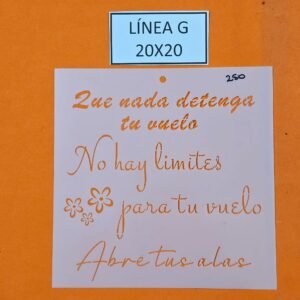 LÍNEA G
20X20
250
Que nada detenga
tu vuelo
No hay limites
para tu vuelo
Abre tus alas